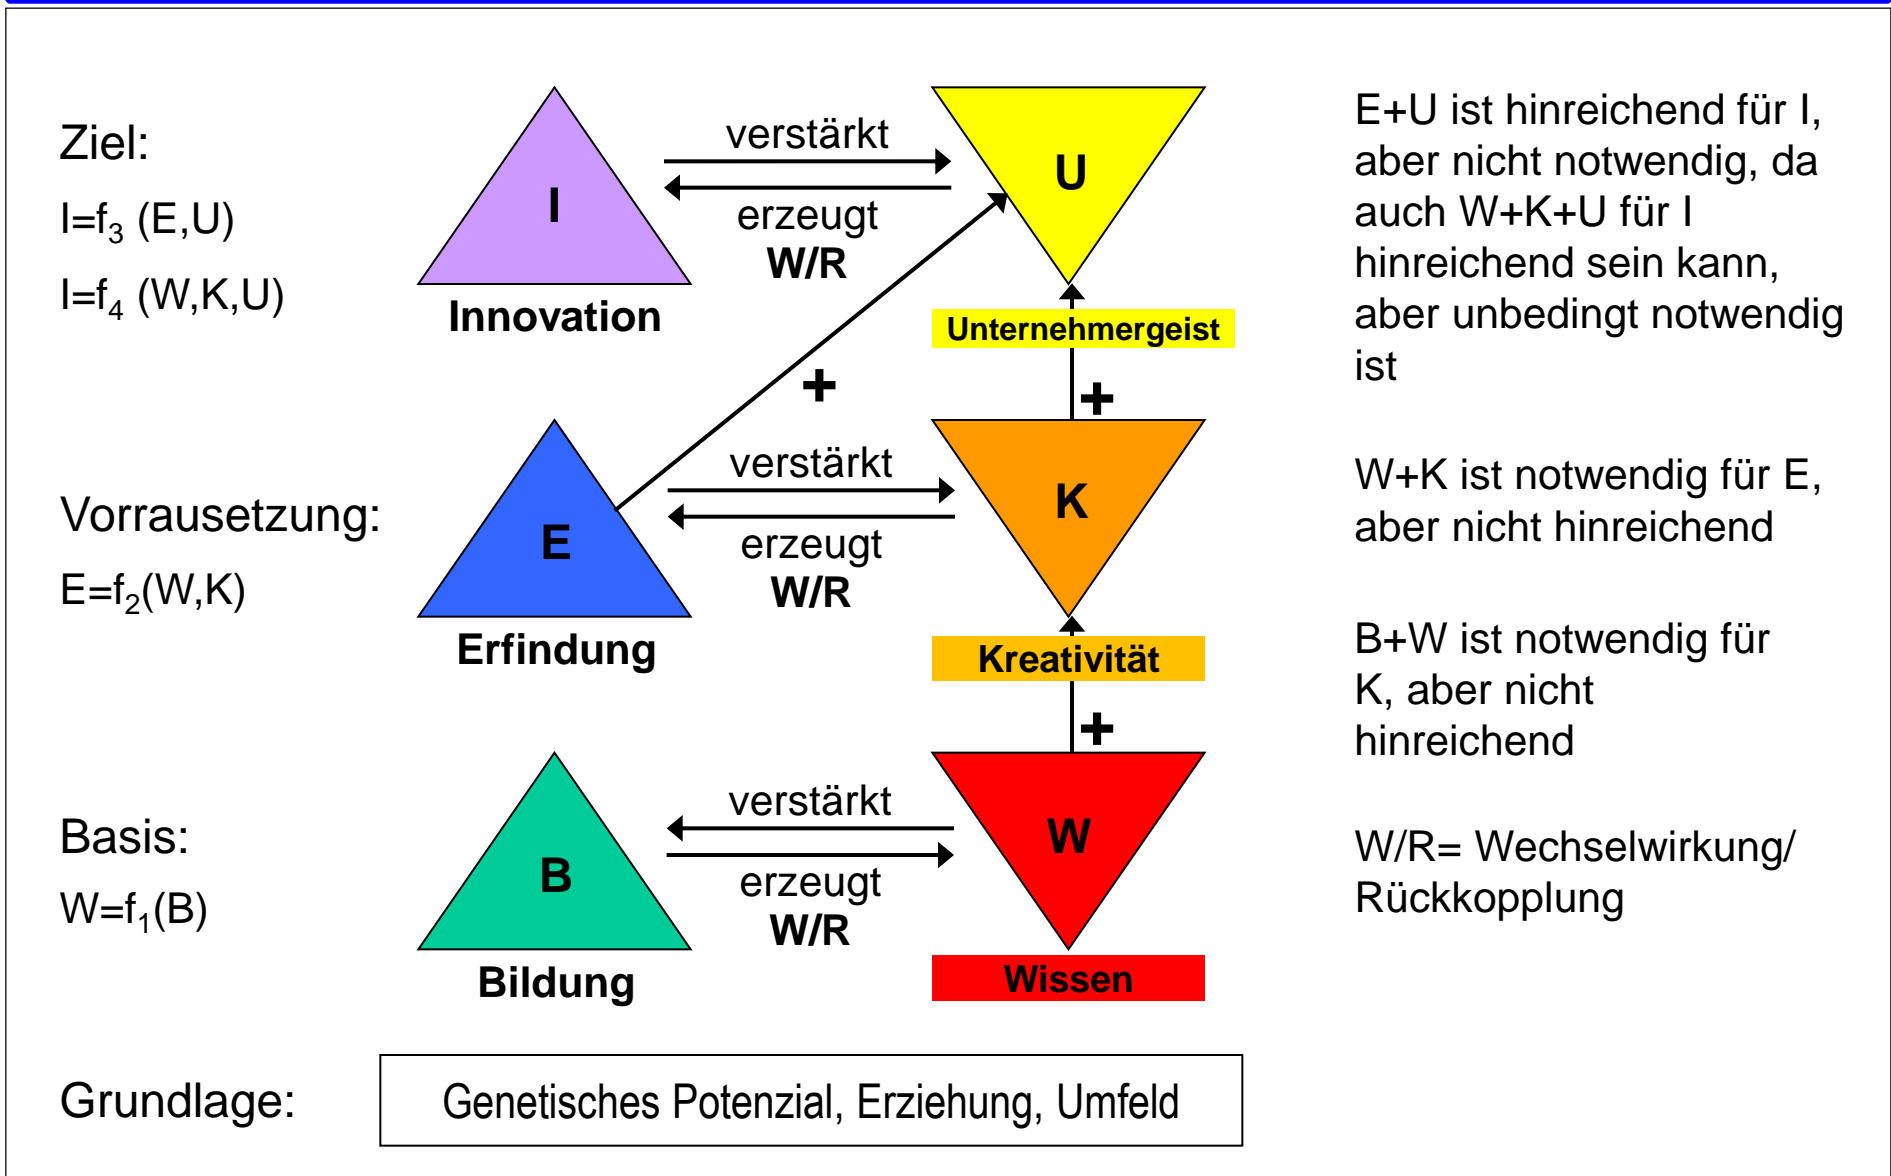 Ziel:
I=f3 (E,U)
I=f4 (W,K,U)
I
Innovation
verstärkt
erzeugt
W/R
U
Unternehmergeist
E+U ist hinreichend für I,
aber nicht notwendig, da
auch W+K+U für I
hinreichend sein kann,
aber unbedingt notwendig
ist
+
+
Vorrausetzung:
E=f2(W,K)
E
Erfindung
verstärkt
erzeugt
W/R
K
Kreativität
W+K ist notwendig für E,
aber nicht hinreichend
B+W ist notwendig für
K, aber nicht
hinreichend
+
Basis:
W=f1(B)
B
Bildung
verstärkt
erzeugt
W/R
W
Wissen
W/R= Wechselwirkung/
Rückkopplung
Grundlage:
Genetisches Potenzial, Erziehung, Umfeld